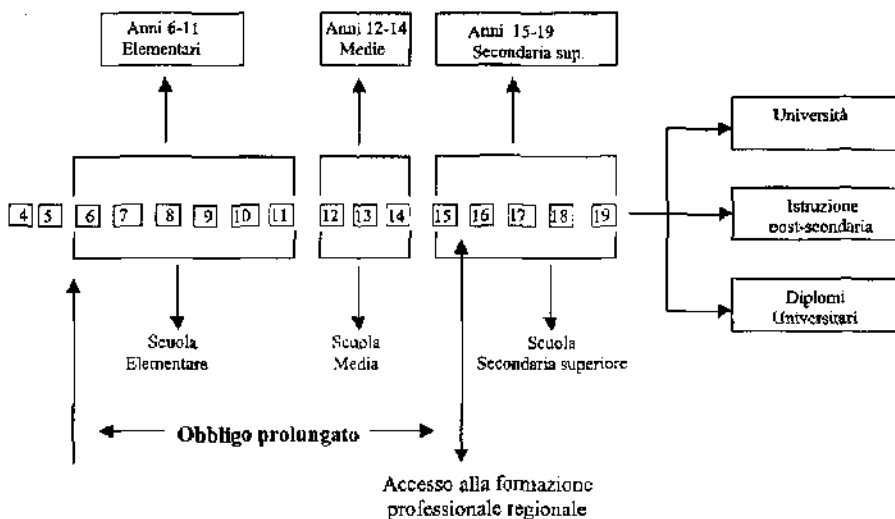 Anni 6-11
Elementari
Anni 12-14
Medie
Anni 15-19
Secondaria sup.
Università
4 5 6 7 8 9 10 11 12 13 14 15 16 17 18 19
Istruzione
post-scondaria
Diplomi
Universitari
Scuola
Elementare
Scuola
Media
Scuola
Secondaria superiore
Obbligo prolungato
Accesso alla formazione
professionale regionale